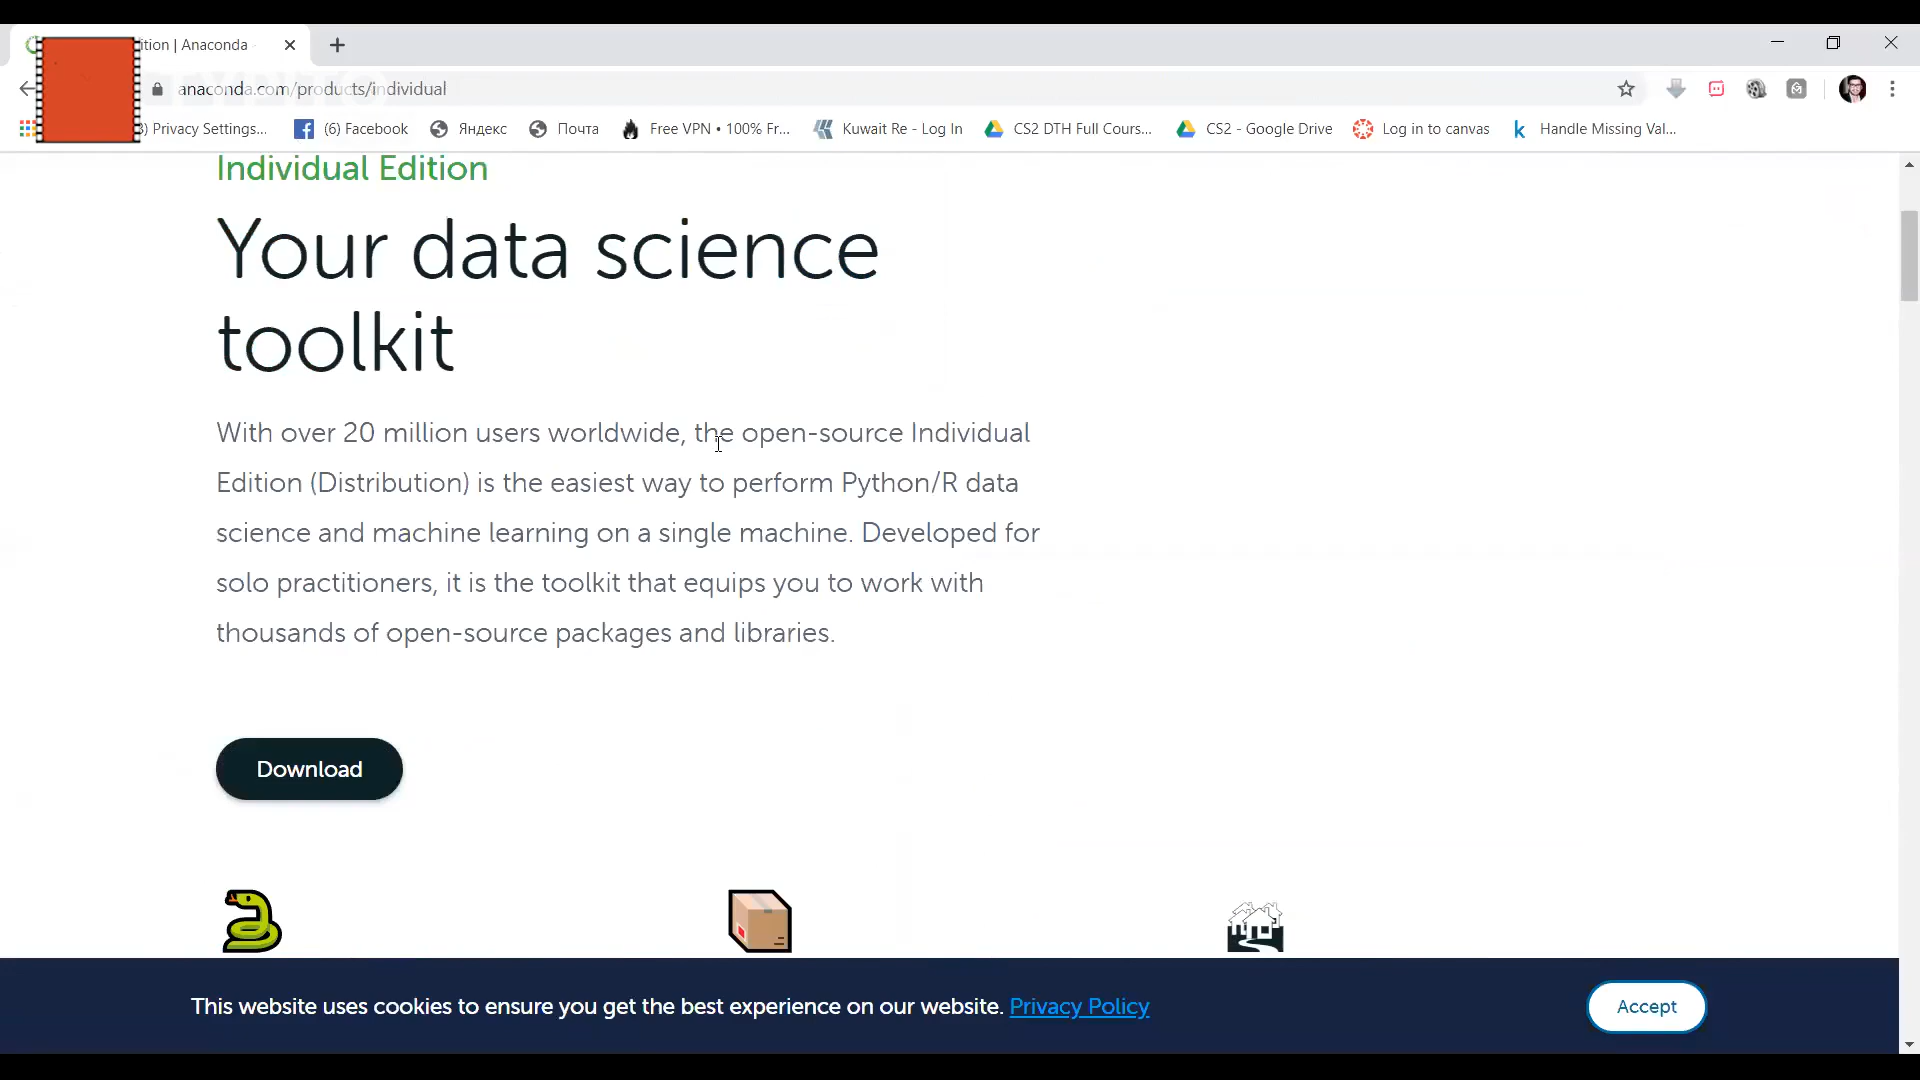 ition | Anaconda
anaconda.com/products/individual
3) Privacy Settings...
(6) Facebook
Яндекс
Почта
Free VPN • 100% Fr...
Kuwait Re - Log In
CS2 DTH Full Cours...
CS2 - Google Drive
Log in to canvas
Handle Missing Val...
Individual Edition
Your data science
toolkit
With over 20 million users worldwide, the open-source Individual
Edition (Distribution) is the easiest way to perform Python/R data
science and machine learning on a single machine. Developed for
solo practitioners, it is the toolkit that equips you to work with
thousands of open-source packages and libraries.
Download
This website uses cookies to ensure you get the best experience on our website. Privacy Policy
Accept